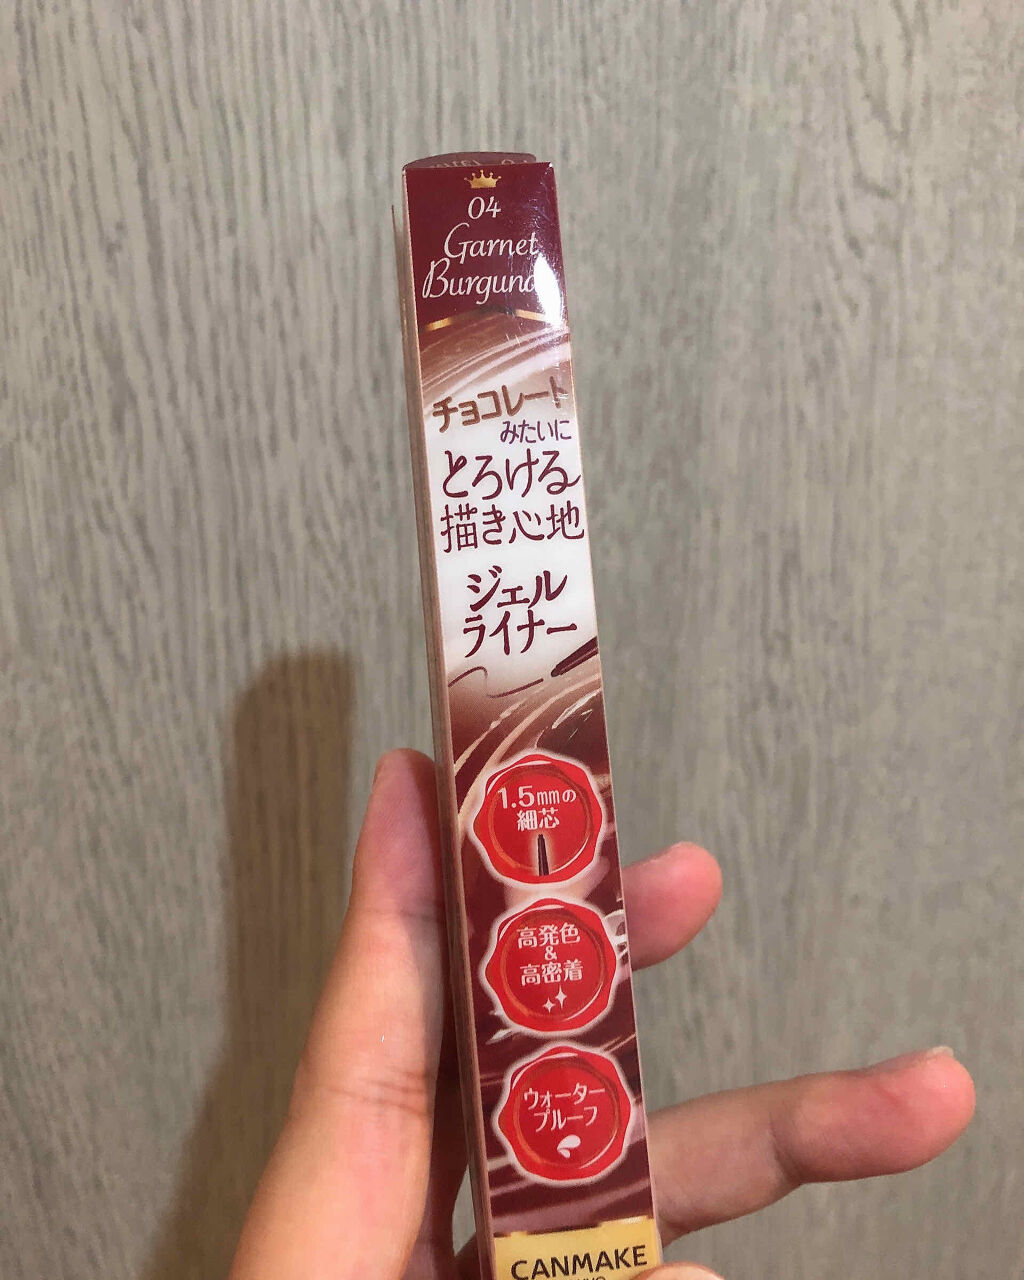 04
Garnet
チョコレート
みたいに
とろける
描き心地
ジェル
ライナー
1.5mmの
細芯
高発色
&
高密着
ウォーター
プルーフ
CANMAKE